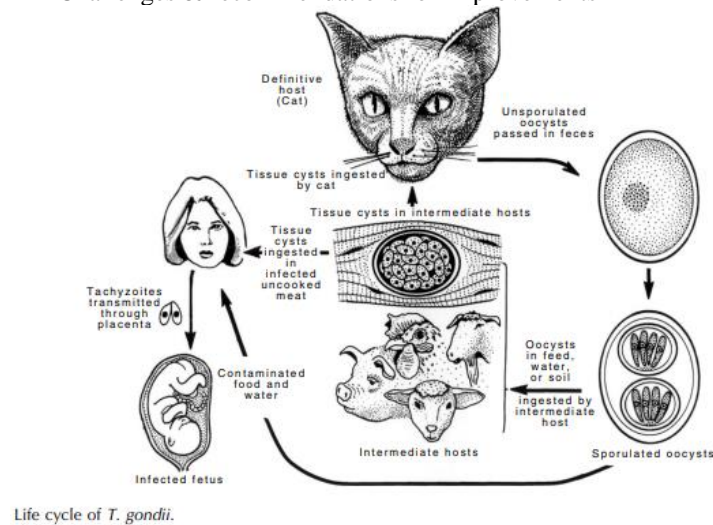 Definitive
host
(Cat)
Unsporulated
oocysts
passed in feces
Tissue cysts ingested
by cat
Tissue cysts in intermediate hosts
Tissue
cysts
ingested
in
infected
uncooked
meat
Tachyzoites
transmitted
through
placenta
Contaminated
food and
water
Oocysts
in feed,
water,
or soil
ingested by
intermediate
host
Infected fetus
Intermediate hosts
Sporulated oocysts
Life cycle of T. gondii.